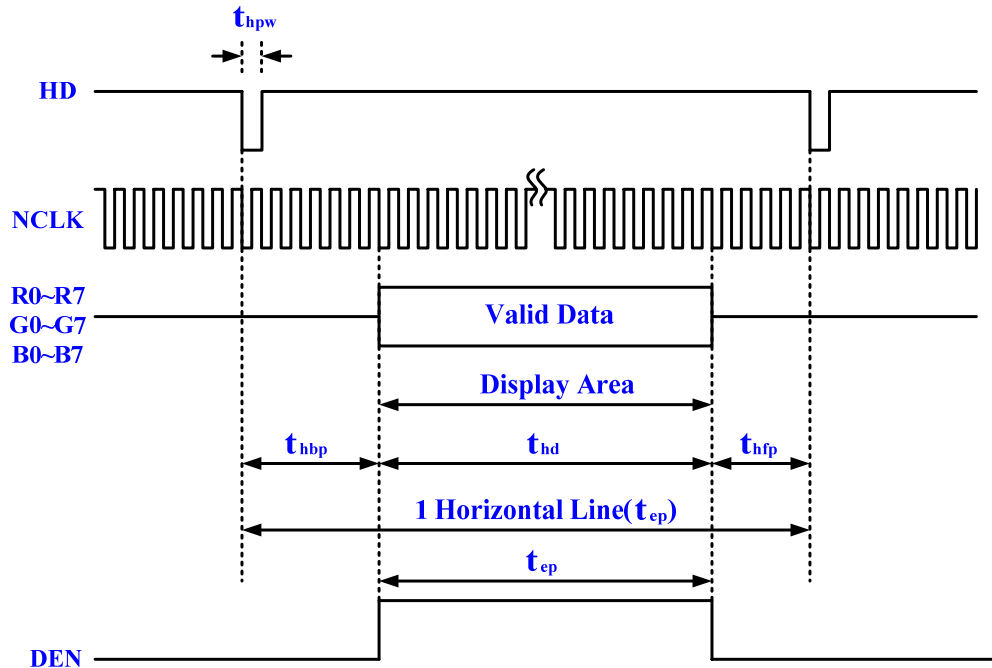 thpw
HD
NCLK
R0~R7
G0~G7
B0~B7
Valid Data
Display Area
thbp
thd
thfp
1 Horizontal Line(tep)
tep
DEN